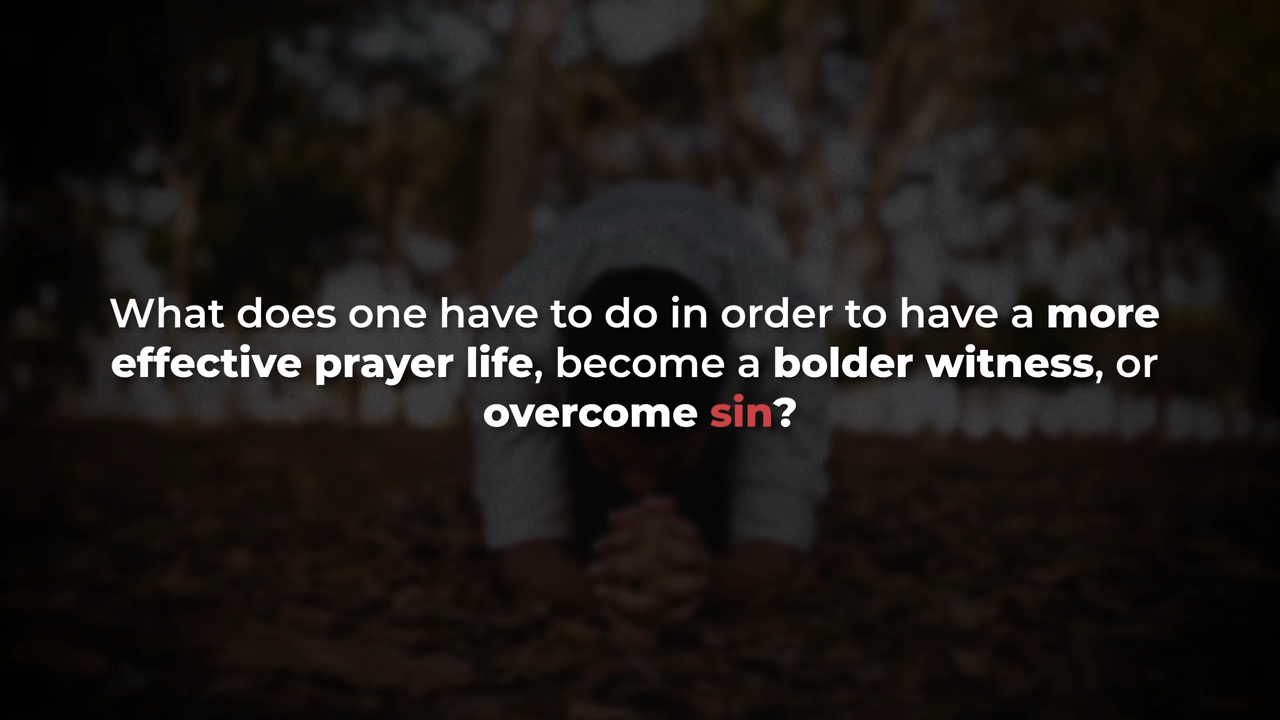 What does one have to do in order to have a more
effective prayer life, become a bolder witness, or
overcome sin?